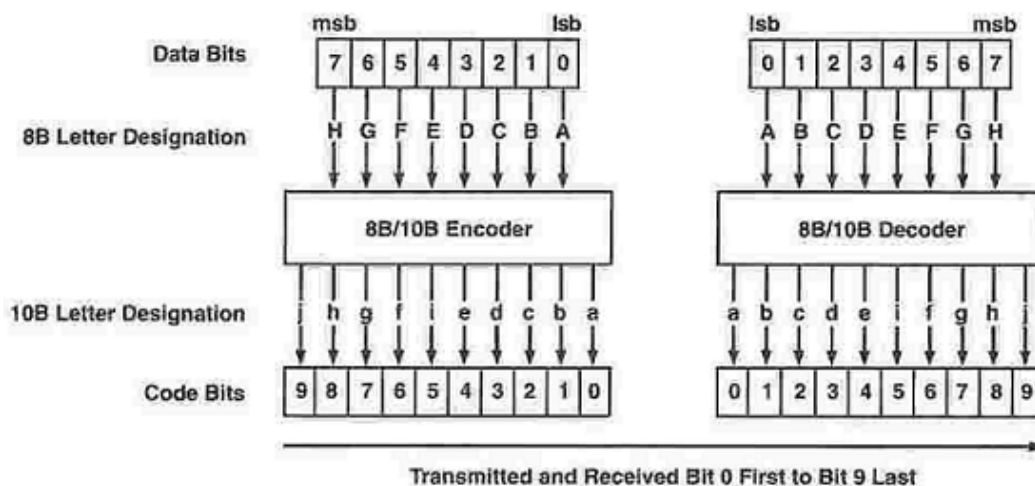 msb lsb lsb msb
Data Bits 7 6 5 4 3 2 1 0 0 1 2 3 4 5 6 7
8B Letter Designation H G F E D C B A A B C D E F G H
8B/10B Encoder 8B/10B Decoder
10B Letter Designation j h g f i e d c b a a b c d e i f g h j
Code Bits 9 8 7 6 5 4 3 2 1 0 0 1 2 3 4 5 6 7 8 9
Transmitted and Received Bit 0 First to Bit 9 Last